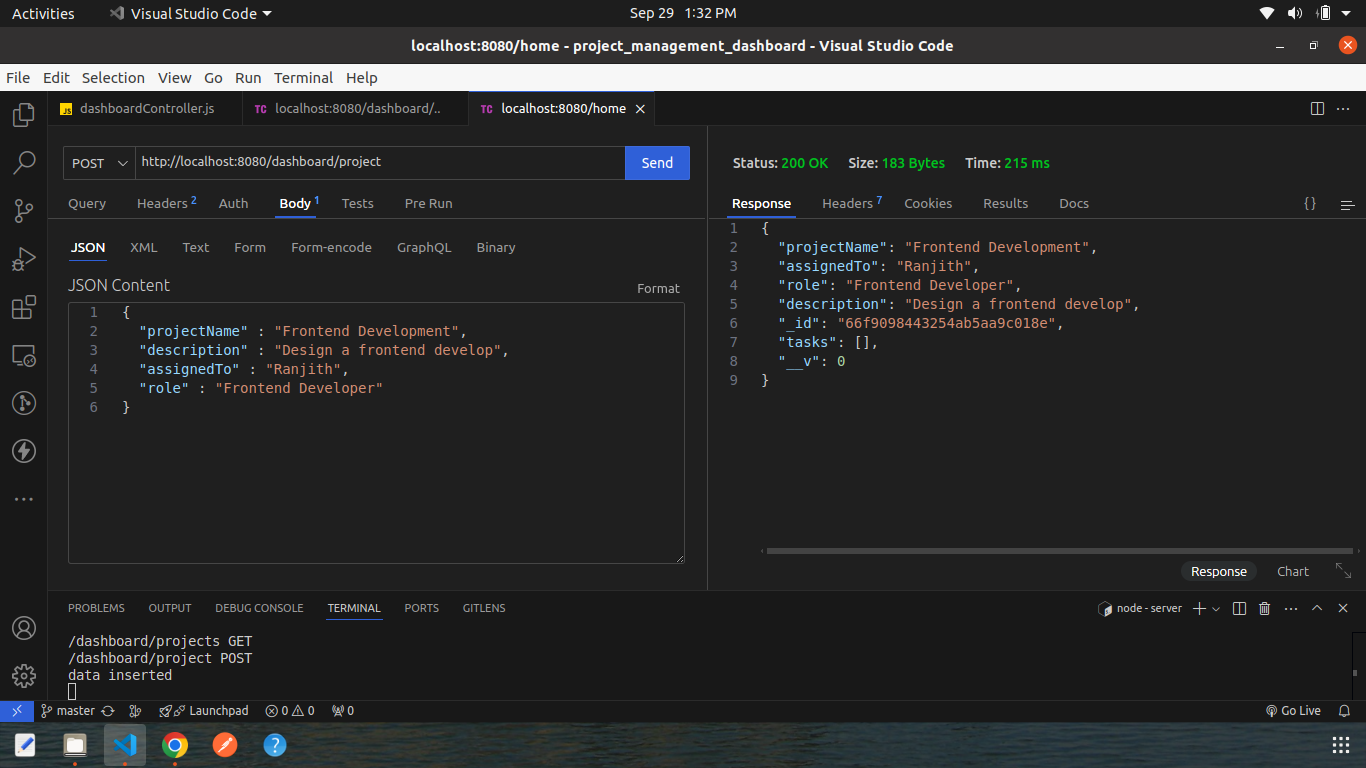 Activities Visual Studio Code Sep 29 1:32 PM
localhost:8080/home - project_management_dashboard - Visual Studio Code
File Edit Selection View Go Run Terminal Help
JS dashboardController.js TC localhost:8080/dashboard/.. TC localhost:8080/home
POST http://localhost:8080/dashboard/project Send
Query Headers 2 Auth Body 1 Tests Pre Run
JSON XML Text Form Form-encode GraphQL Binary
JSON Content Format
1 {
2 "projectName" : "Frontend Development",
3 "description" : "Design a frontend develop",
4 "assignedTo" : "Ranjith",
5 "role" : "Frontend Developer"
6 }
Status: 200 OK Size: 183 Bytes Time: 215 ms
Response Headers 7 Cookies Results Docs {}
1 {
2 "projectName": "Frontend Development",
3 "assignedTo": "Ranjith",
4 "role": "Frontend Developer",
5 "description": "Design a frontend develop",
6 "_id": "66f9098443254ab5aa9c018e",
7 "tasks": [],
8 "__v": 0
9 }
Response Chart
PROBLEMS OUTPUT DEBUG CONSOLE TERMINAL PORTS GITLENS node - server
/dashboard/projects GET
/dashboard/project POST
data inserted
master Launchpad 0 0 0 Go Live